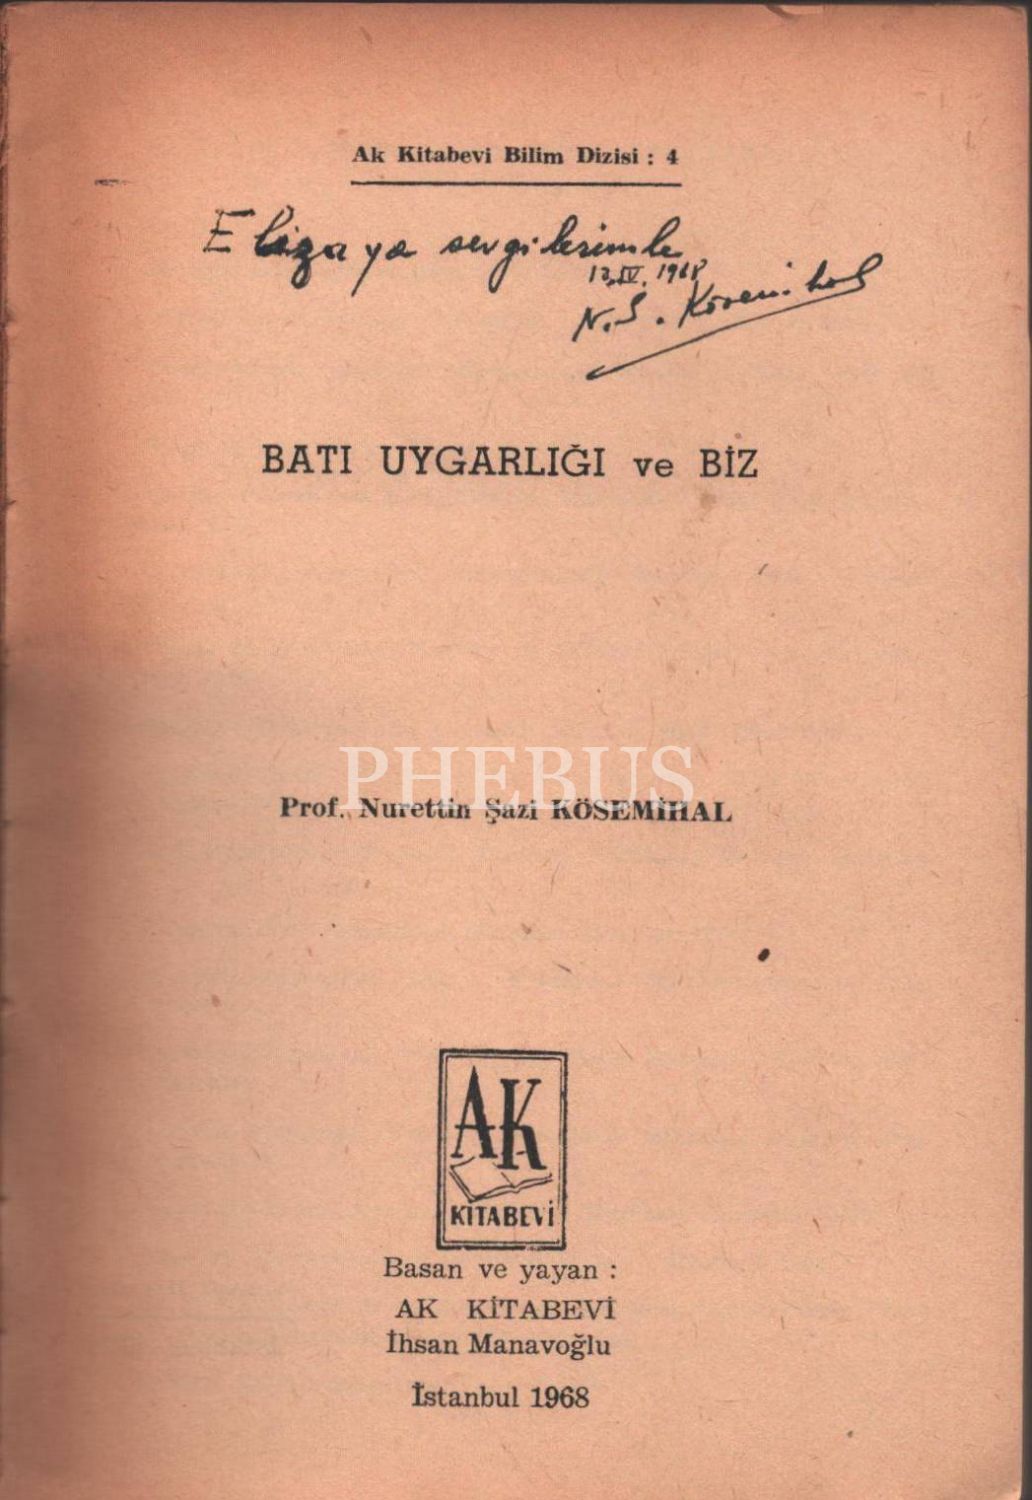 Ak Kitabevi Bilim Dizisi : 4
Eliza ya sevgilerimle
12.IV.1968
N.Ş. Kösemihal
BATI UYGARLIĞI ve BİZ
PHEBUS
Prof. Nurettin Şazi KÖSEMİHAL
AK
KİTABEVİ
Basan ve yayan :
AK KİTABEVİ
İhsan Manavoğlu
İstanbul 1968